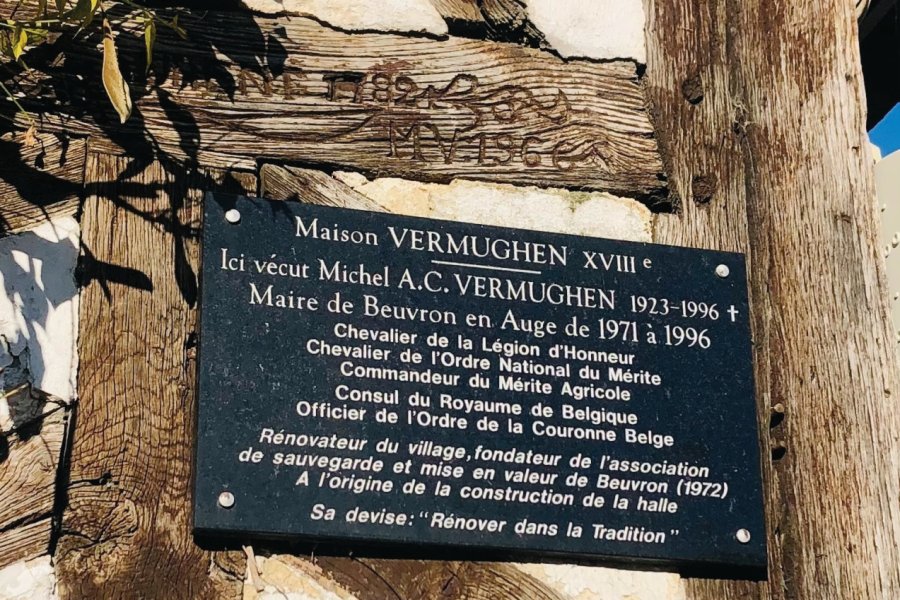 1782
MV 196
Maison VERMUGHEN XVIII e
Ici vécut Michel A.C. VERMUGHEN 1923-1996 †
Maire de Beuvron en Auge de 1971 à 1996
Chevalier de la Légion d'Honneur
Chevalier de l'Ordre National du Mérite
Commandeur du Mérite Agricole
Consul du Royaume de Belgique
Officier de l'Ordre de la Couronne Belge
Rénovateur du village, fondateur de l'association
de sauvegarde et mise en valeur de Beuvron (1972)
A l'origine de la construction de la halle
Sa devise: "Rénover dans la Tradition"